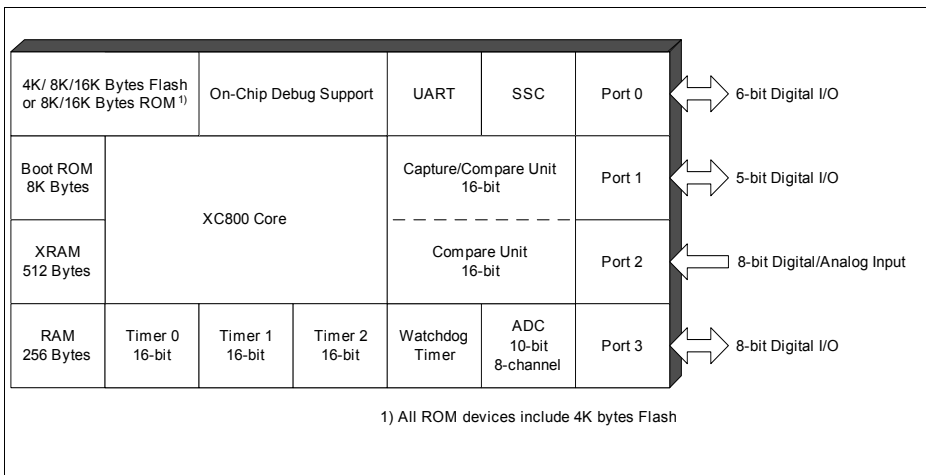 4K/ 8K/16K Bytes Flash
or 8K/16K Bytes ROM1)
On-Chip Debug Support
UART
SSC
Port 0
6-bit Digital I/O
Boot ROM
8K Bytes
XC800 Core
Capture/Compare Unit
16-bit
Port 1
5-bit Digital I/O
XRAM
512 Bytes
Compare Unit
16-bit
Port 2
8-bit Digital/Analog Input
RAM
256 Bytes
Timer 0
16-bit
Timer 1
16-bit
Timer 2
16-bit
Watchdog
Timer
ADC
10-bit
8-channel
Port 3
8-bit Digital I/O
1) All ROM devices include 4K bytes Flash